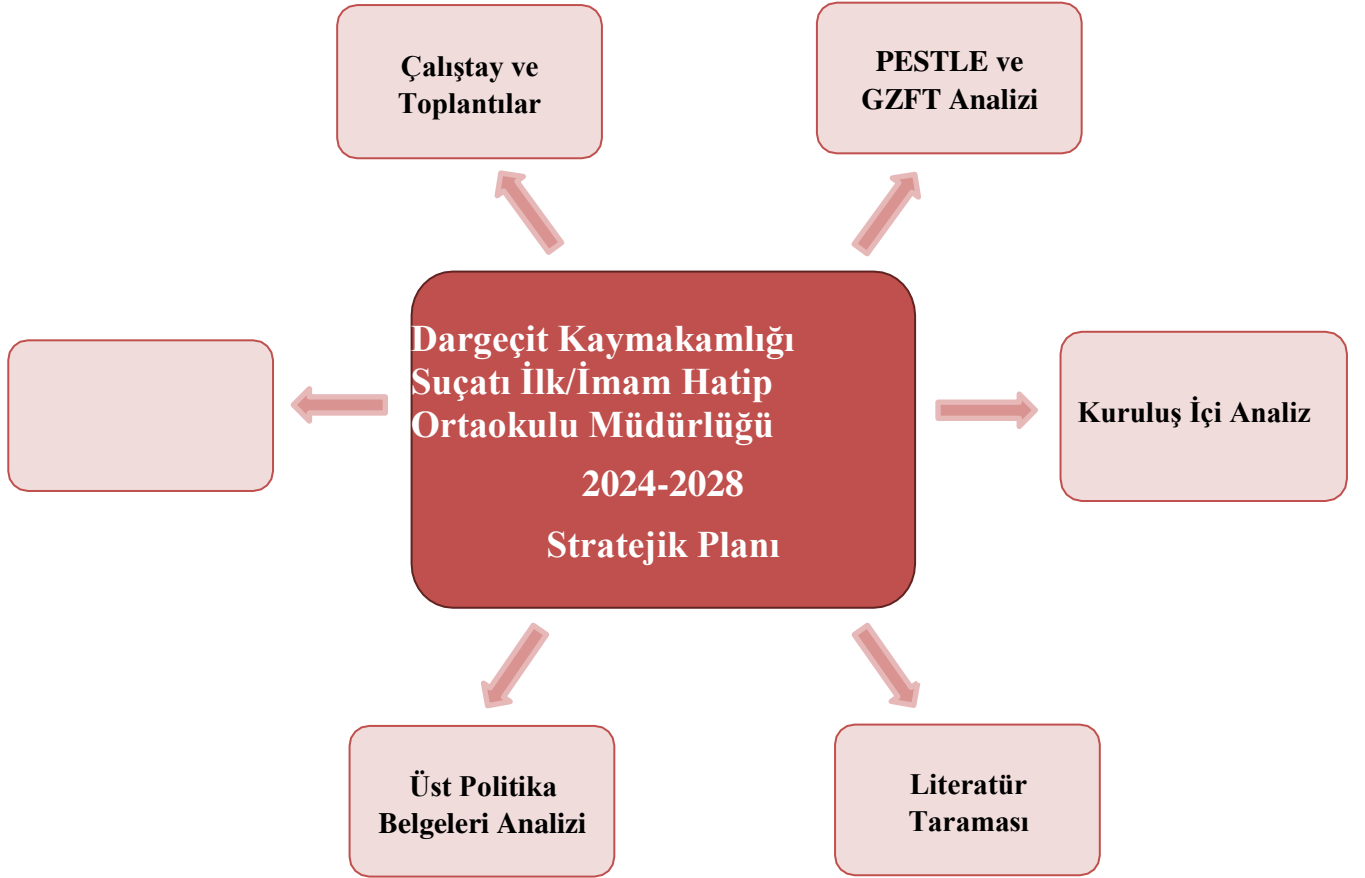 Çalıştay ve
Toplantılar
PESTLE ve
GZFT Analizi
Dargeçit Kaymakamlığı
Suçatı İlk/İmam Hatip
Ortaokulu Müdürlüğü
2024-2028
Stratejik Planı
Kuruluş İçi Analiz
Üst Politika
Belgeleri Analizi
Literatür
Taraması